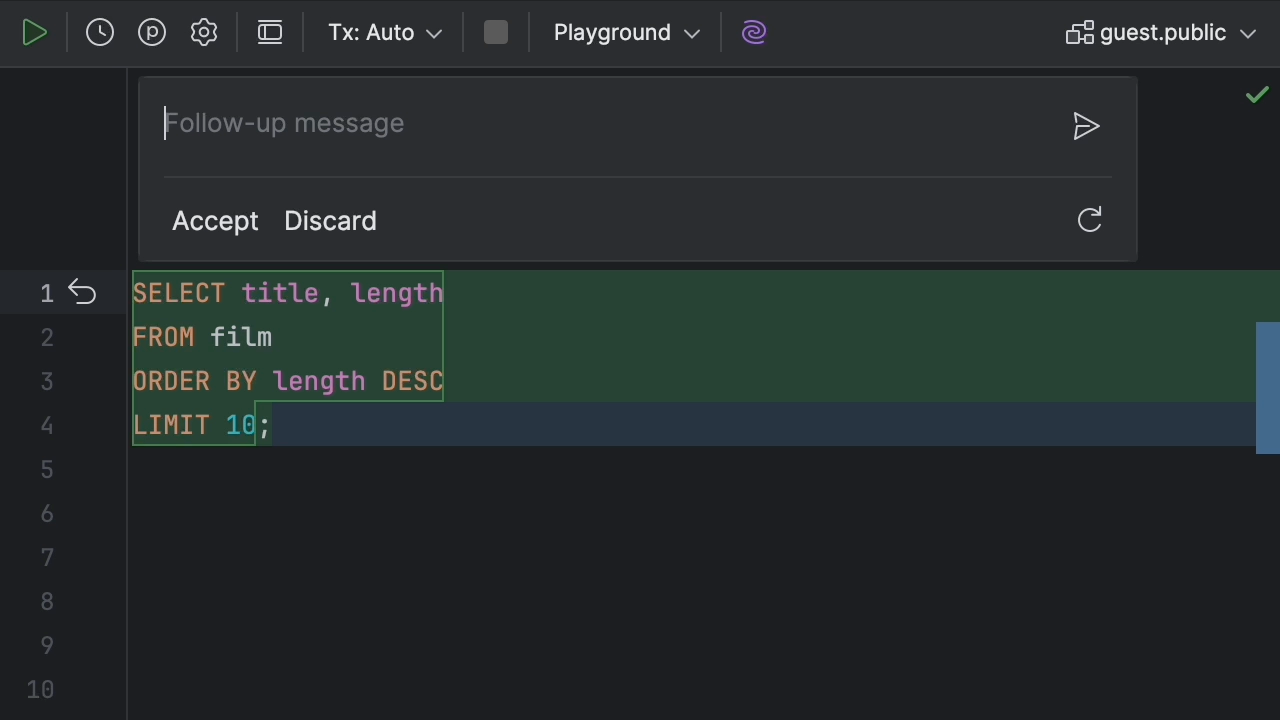 Tx: Auto
Playground
guest.public
Follow-up message
Accept Discard
1 SELECT title, length
2 FROM film
3 ORDER BY length DESC
4 LIMIT 10;
5
6
7
8
9
10